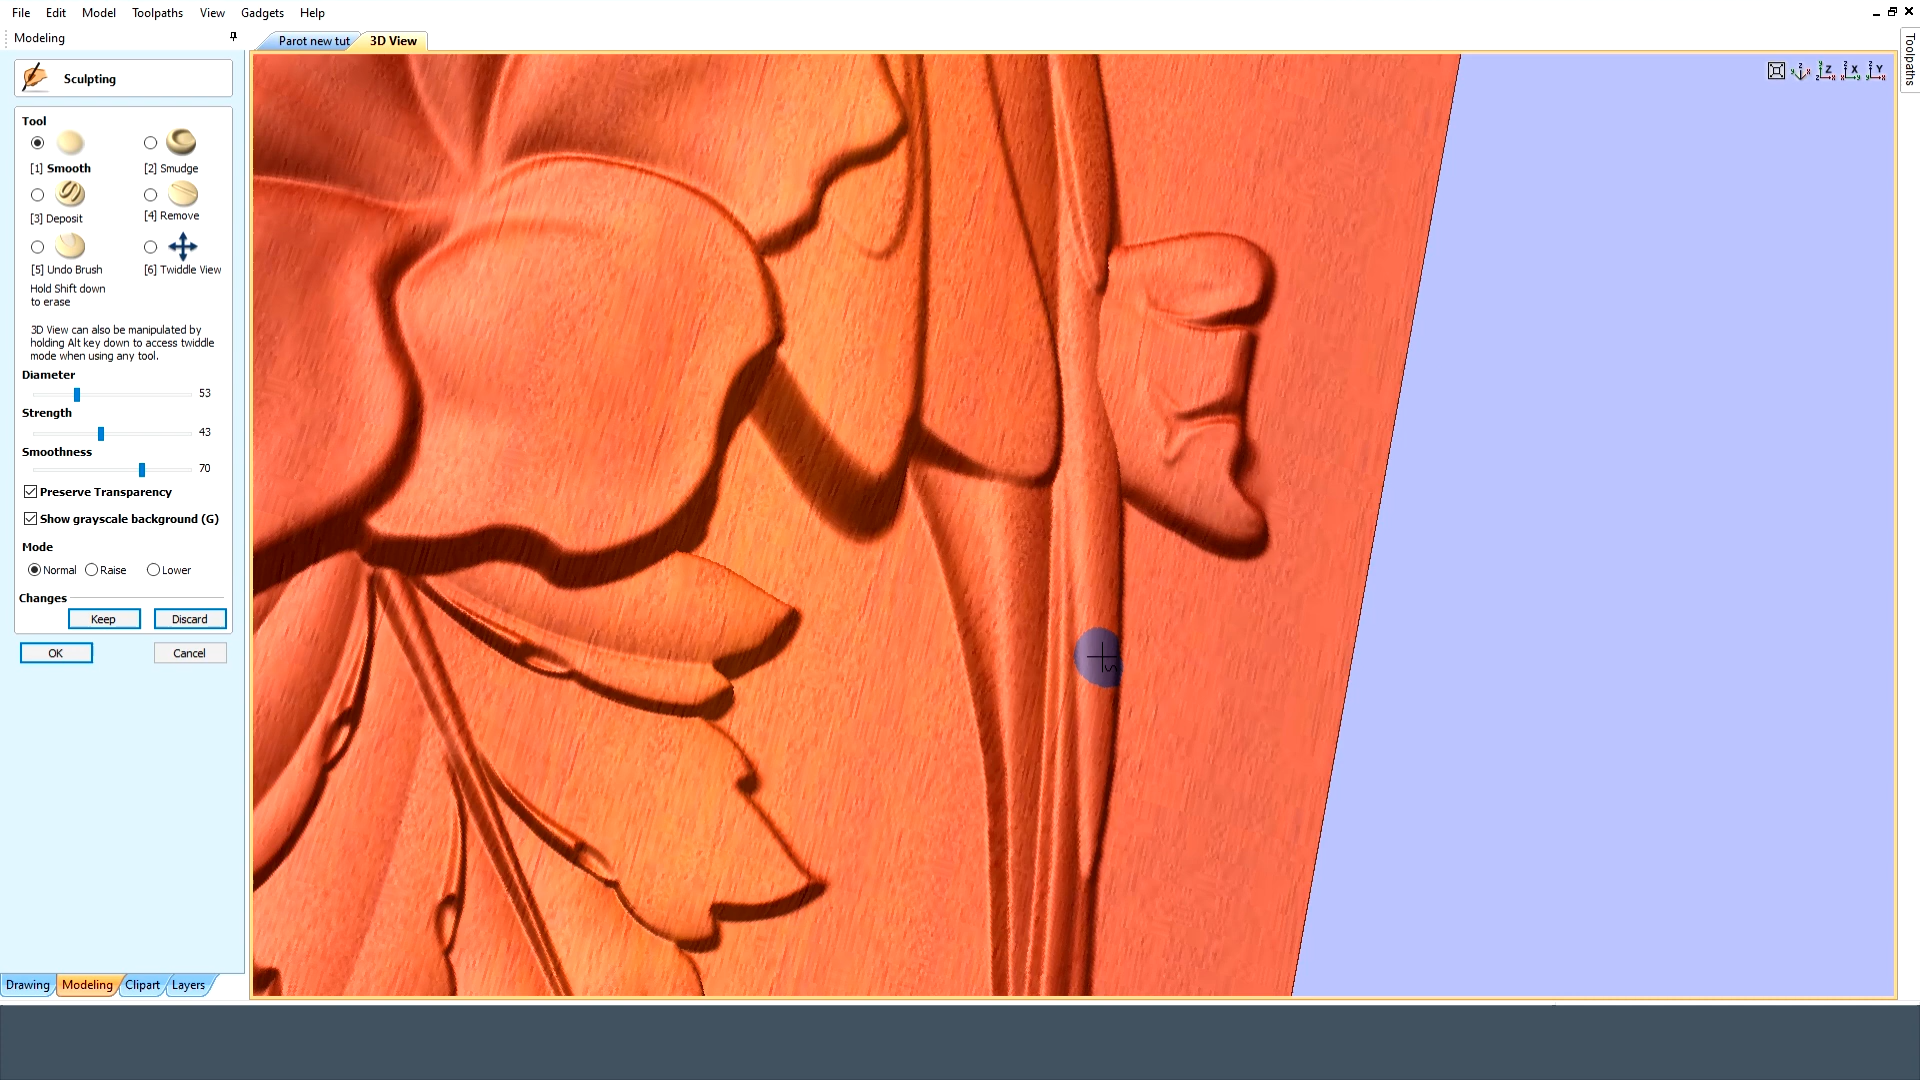 File Edit Model Toolpaths View Gadgets Help
Modeling
Parot new tut 3D View
Toolpaths
Sculpting
Tool
[1] Smooth [2] Smudge
[3] Deposit [4] Remove
[5] Undo Brush [6] Twiddle View
Hold Shift down
to erase
3D View can also be manipulated by
holding Alt key down to access twiddle
mode when using any tool.
Diameter
53
Strength
43
Smoothness
70
Preserve Transparency
Show grayscale background (G)
Mode
Normal Raise Lower
Changes
Keep Discard
OK Cancel
Drawing Modeling Clipart Layers